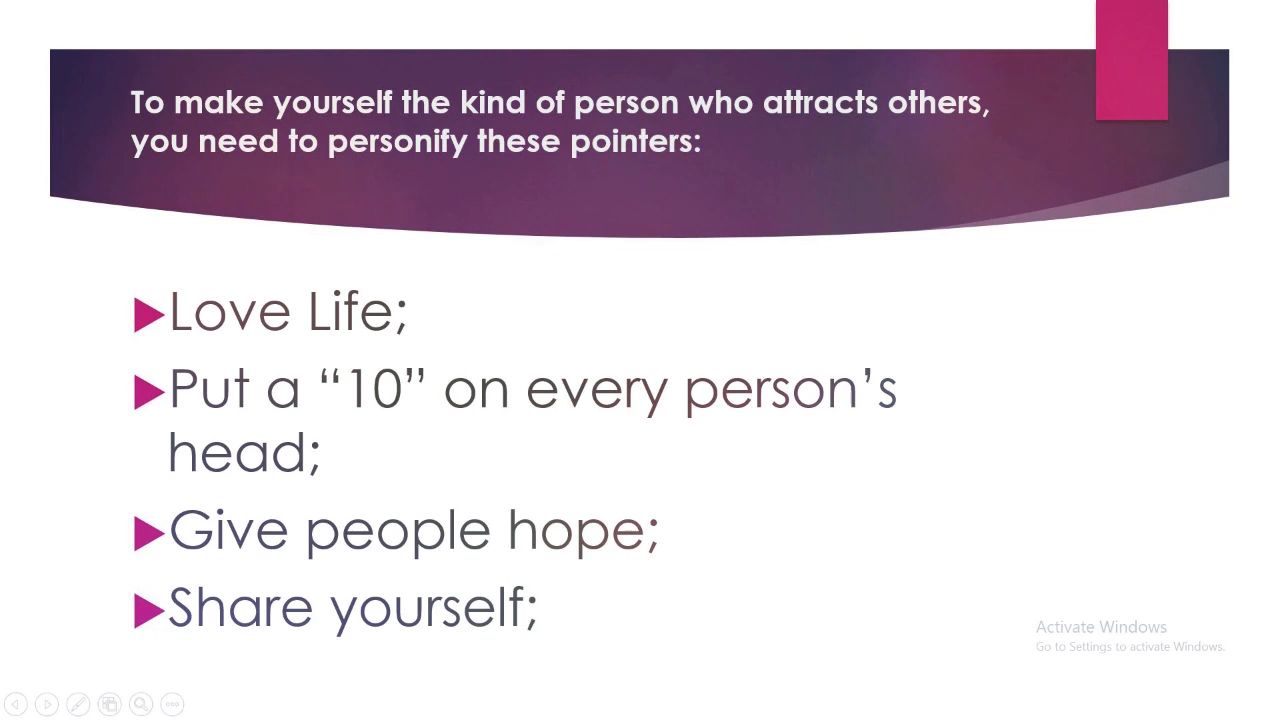 To make yourself the kind of person who attracts others,
you need to personify these pointers:
Love Life;
Put a “10” on every person’s
head;
Give people hope;
Share yourself;
Activate Windows
Go to Settings to activate Windows.